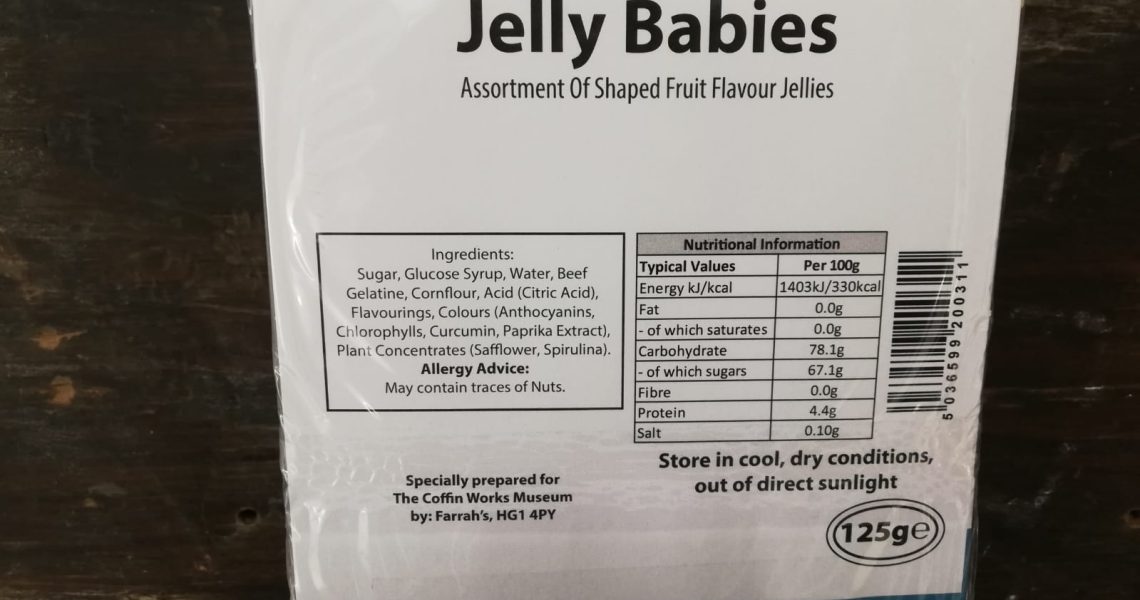 Jelly Babies
Assortment Of Shaped Fruit Flavour Jellies
Ingredients:
Sugar, Glucose Syrup, Water, Beef
Gelatine, Cornflour, Acid (Citric Acid),
Flavourings, Colours (Anthocyanins,
Chlorophylls, Curcumin, Paprika Extract),
Plant Concentrates (Safflower, Spirulina).
Allergy Advice:
May contain traces of Nuts.
Nutritional Information
Typical Values Per 100g
Energy kJ/kcal 1403kJ/330kcal
Fat 0.0g
- of which saturates 0.0g
Carbohydrate 78.1g
- of which sugars 67.1g
Fibre 0.0g
Protein 4.4g
Salt 0.10g
5 036599 200311
Store in cool, dry conditions,
out of direct sunlight
Specially prepared for
The Coffin Works Museum
by: Farrah's, HG1 4PY
125g e